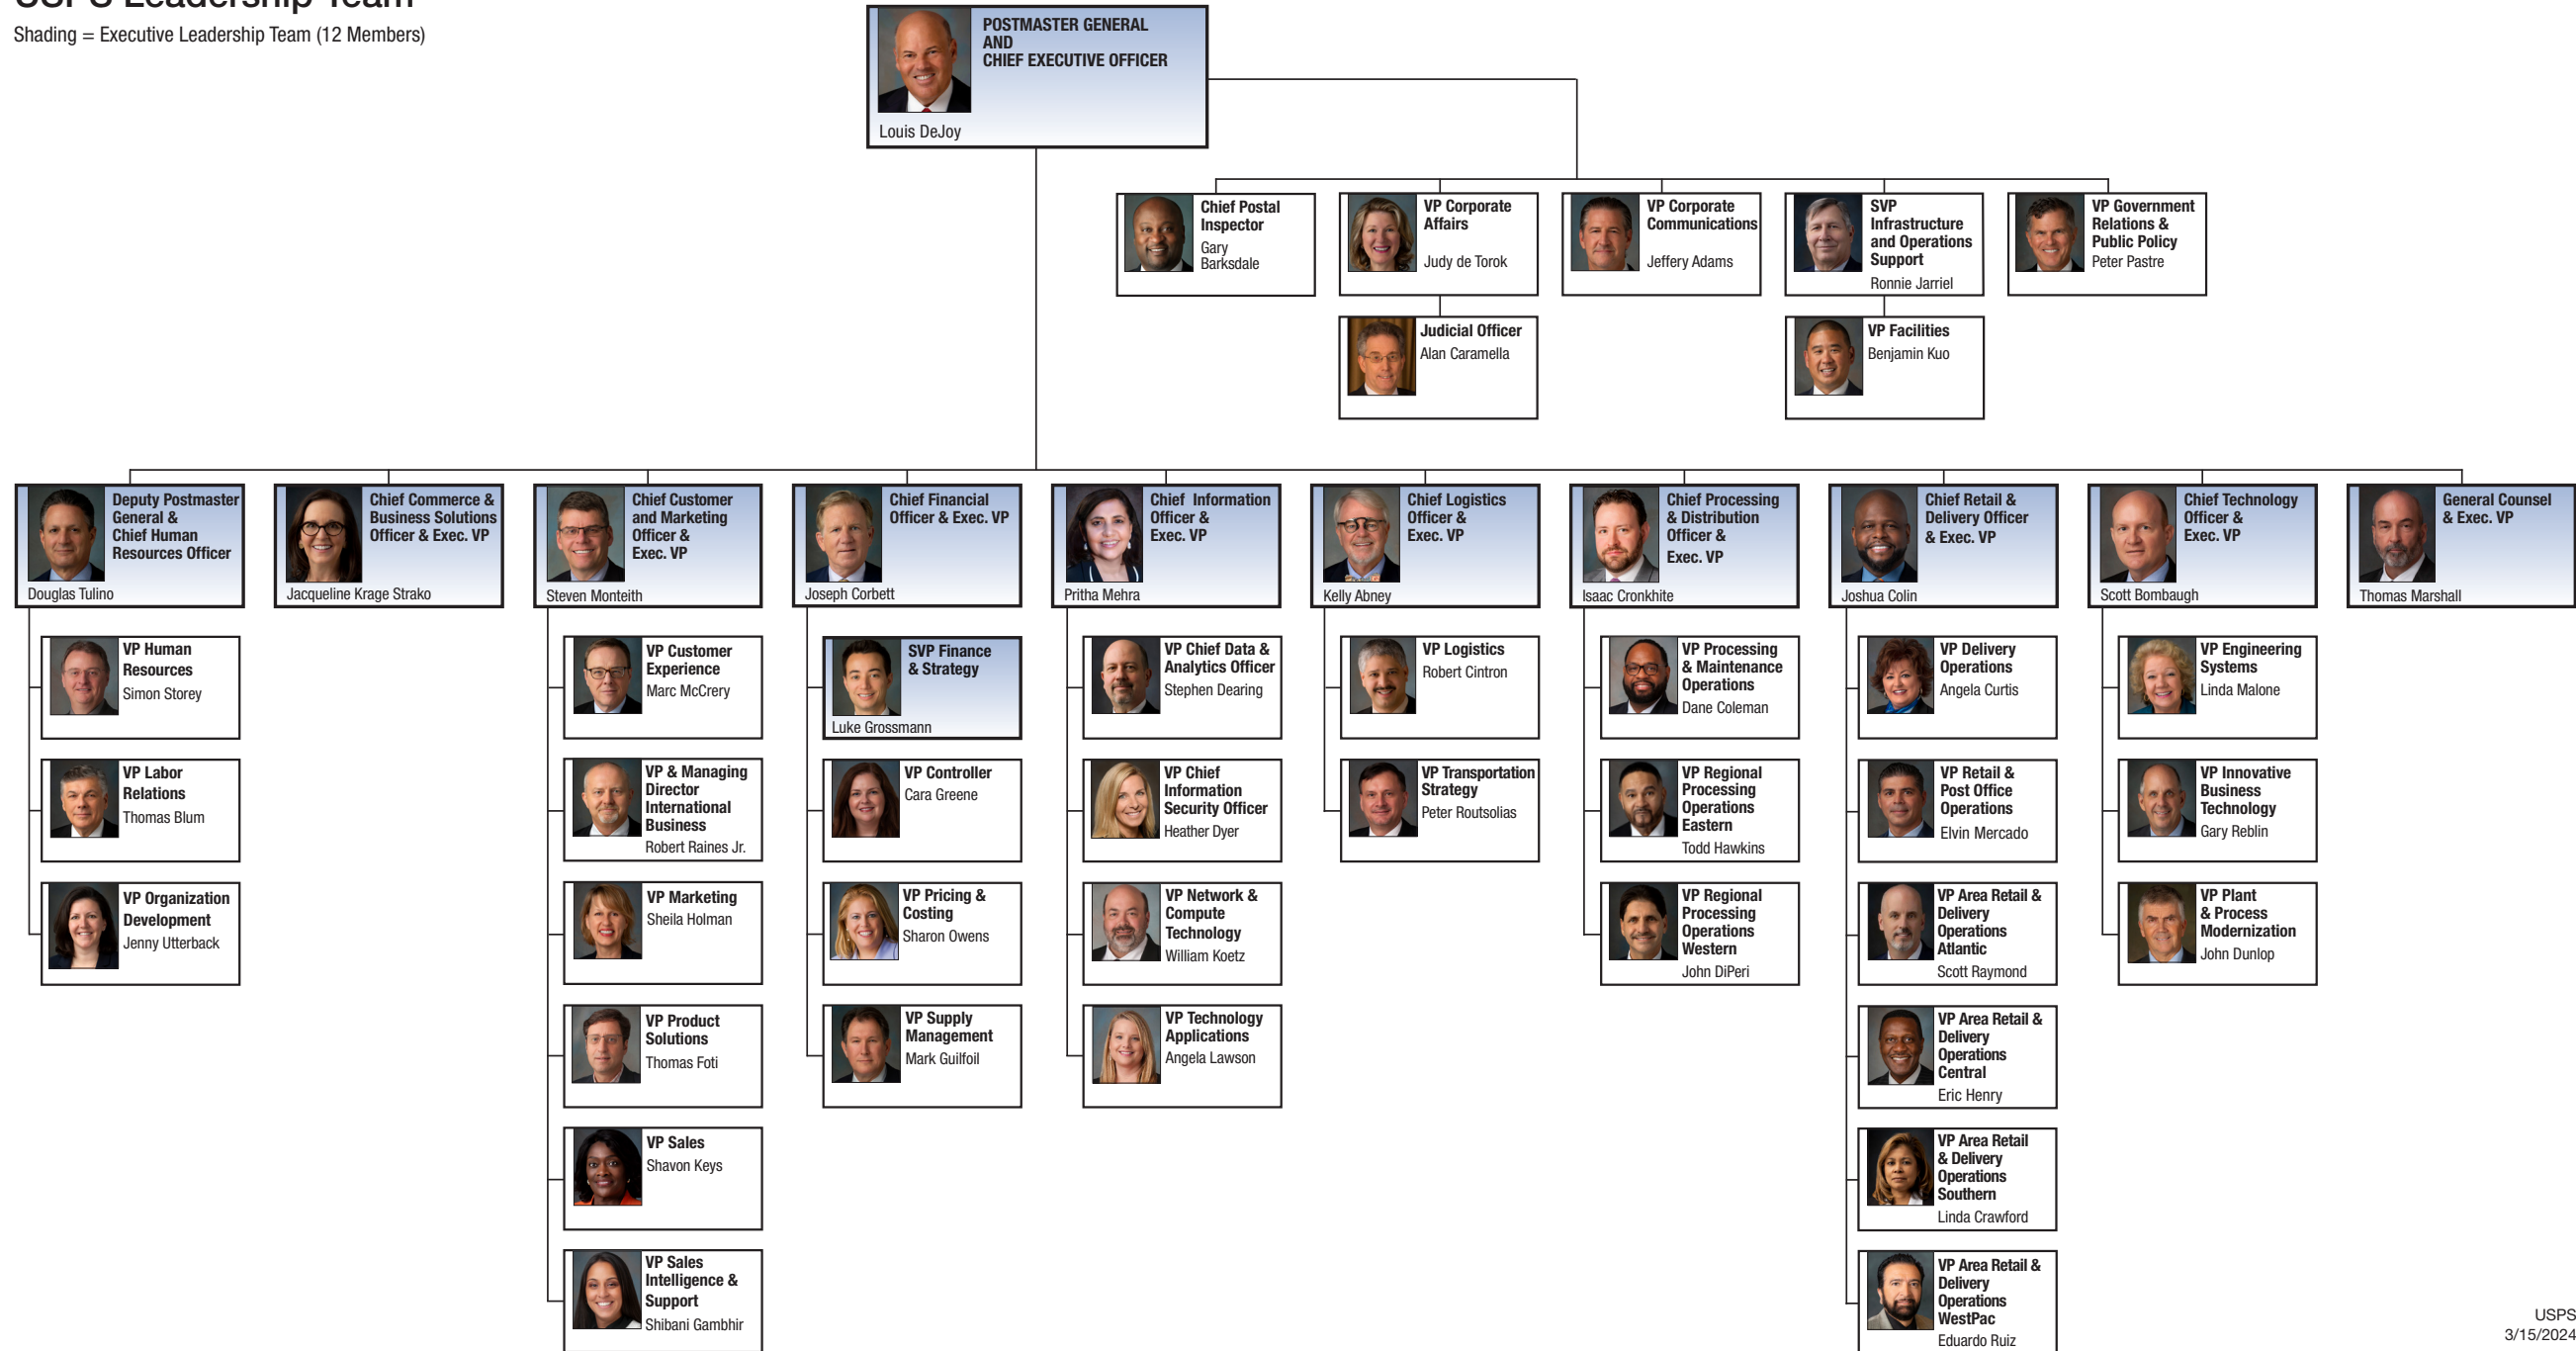 USPS Leadership Team
Shading = Executive Leadership Team (12 Members)
POSTMASTER GENERAL
AND
CHIEF EXECUTIVE OFFICER
Louis DeJoy
Chief Postal
Inspector
Gary
Barksdale
VP Corporate
Affairs
Judy de Torok
VP Corporate
Communications
Jeffery Adams
SVP
Infrastructure
and Operations
Support
Ronnie Jarriel
VP Government
Relations &
Public Policy
Peter Pastre
Judicial Officer
Alan Caramella
VP Facilities
Benjamin Kuo
Deputy Postmaster
General &
Chief Human
Resources Officer
Douglas Tulino
Chief Commerce &
Business Solutions
Officer & Exec. VP
Jacqueline Krage Strako
Chief Customer
and Marketing
Officer &
Exec. VP
Steven Monteith
Chief Financial
Officer & Exec. VP
Joseph Corbett
Chief Information
Officer &
Exec. VP
Pritha Mehra
Chief Logistics
Officer &
Exec. VP
Kelly Abney
Chief Processing
& Distribution
Officer &
Exec. VP
Isaac Cronkhite
Chief Retail &
Delivery Officer
& Exec. VP
Joshua Colin
Chief Technology
Officer &
Exec. VP
Scott Bombaugh
General Counsel
& Exec. VP
Thomas Marshall
VP Human
Resources
Simon Storey
VP Labor
Relations
Thomas Blum
VP Organization
Development
Jenny Utterback
VP Customer
Experience
Marc McCrery
VP & Managing
Director
International
Business
Robert Raines Jr.
VP Marketing
Sheila Holman
VP Product
Solutions
Thomas Foti
VP Sales
Shavon Keys
VP Sales
Intelligence &
Support
Shibani Gambhir
SVP Finance
& Strategy
Luke Grossmann
VP Controller
Cara Greene
VP Pricing &
Costing
Sharon Owens
VP Supply
Management
Mark Guilfoil
VP Chief Data &
Analytics Officer
Stephen Dearing
VP Chief
Information
Security Officer
Heather Dyer
VP Network &
Compute
Technology
William Koetz
VP Technology
Applications
Angela Lawson
VP Logistics
Robert Cintron
VP Transportation
Strategy
Peter Routsolias
VP Processing
& Maintenance
Operations
Dane Coleman
VP Regional
Processing
Operations
Eastern
Todd Hawkins
VP Regional
Processing
Operations
Western
John DiPeri
VP Delivery
Operations
Angela Curtis
VP Retail &
Post Office
Operations
Elvin Mercado
VP Area Retail &
Delivery
Operations
Atlantic
Scott Raymond
VP Area Retail &
Delivery
Operations
Central
Eric Henry
VP Area Retail
& Delivery
Operations
Southern
Linda Crawford
VP Area Retail &
Delivery
Operations
WestPac
Eduardo Ruiz
VP Engineering
Systems
Linda Malone
VP Innovative
Business
Technology
Gary Reblin
VP Plant
& Process
Modernization
John Dunlop
USPS
3/15/2024